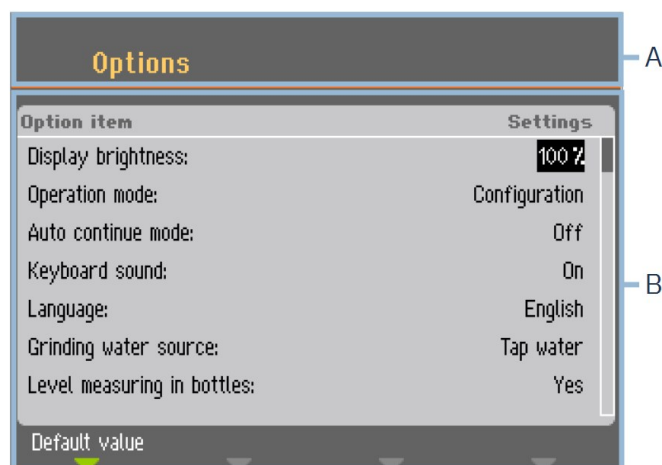 Options
A
Option item Settings
Display brightness: 100 %
Operation mode: Configuration
Auto continue mode: Off
Keyboard sound: On
B
Language: English
Grinding water source: Tap water
Level measuring in bottles: Yes
Default value